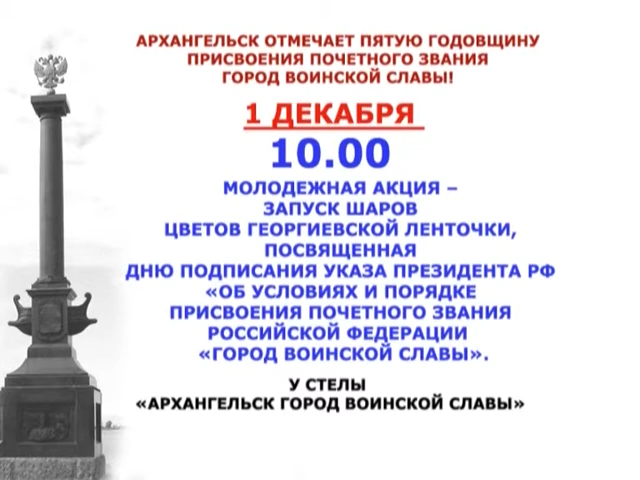 АРХАНГЕЛЬСК ОТМЕЧАЕТ ПЯТУЮ ГОДОВЩИНУ
ПРИСВОЕНИЯ ПОЧЕТНОГО ЗВАНИЯ
ГОРОД ВОИНСКОЙ СЛАВЫ!
1 ДЕКАБРЯ
10.00
МОЛОДЕЖНАЯ АКЦИЯ –
ЗАПУСК ШАРОВ
ЦВЕТОВ ГЕОРГИЕВСКОЙ ЛЕНТОЧКИ,
ПОСВЯЩЕННАЯ
ДНЮ ПОДПИСАНИЯ УКАЗА ПРЕЗИДЕНТА РФ
«ОБ УСЛОВИЯХ И ПОРЯДКЕ
ПРИСВОЕНИЯ ПОЧЕТНОГО ЗВАНИЯ
РОССИЙСКОЙ ФЕДЕРАЦИИ
«ГОРОД ВОИНСКОЙ СЛАВЫ».
У СТЕЛЫ
«АРХАНГЕЛЬСК ГОРОД ВОИНСКОЙ СЛАВЫ»